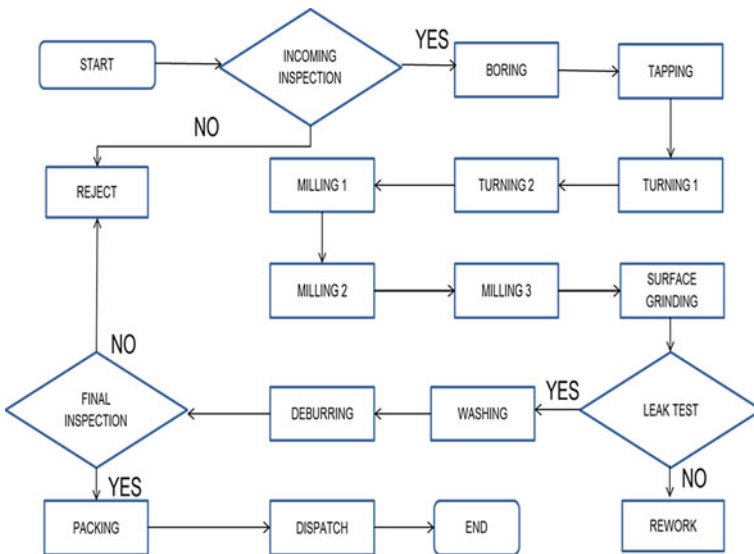 START
INCOMING
INSPECTION
YES
BORING
TAPPING
NO
REJECT
MILLING 1
TURNING 2
TURNING 1
MILLING 2
MILLING 3
SURFACE
GRINDING
NO
FINAL
INSPECTION
DEBURRING
WASHING
YES
LEAK TEST
YES
NO
PACKING
DISPATCH
END
REWORK